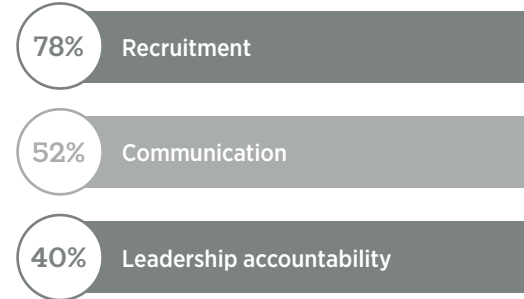 78% Recruitment
52% Communication
40% Leadership accountability